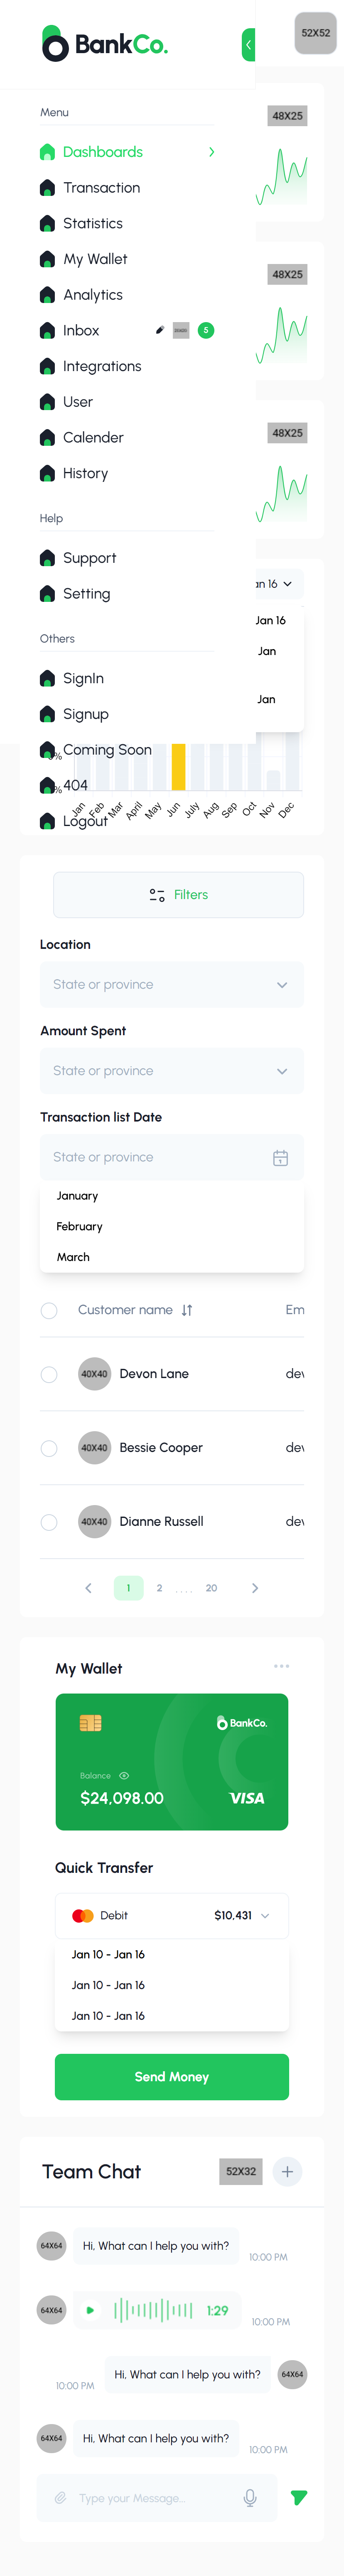 BankCo.
52X52
Menu
48X25
Dashboards
Transaction
Statistics
My Wallet
48X25
Analytics
Inbox
5
Integrations
User
Calender
48X25
History
Help
Support
an 16
Setting
Jan 16
Others
Jan
SignIn
Jan
Signup
Coming Soon
%
404
%
Logout
Jan
Feb
Mar
April
May
Jun
July
Aug
Sep
Oct
Nov
Dec
Filters
Location
State or province
Amount Spent
State or province
Transaction list Date
State or province
January
February
March
Customer name
Em
40X40
Devon Lane
dev
40X40
Bessie Cooper
dev
40X40
Dianne Russell
dev
1
2
....
20
My Wallet
BankCo.
Balance
$24,098.00
VISA
Quick Transfer
Debit
$10,431
Jan 10 - Jan 16
Jan 10 - Jan 16
Jan 10 - Jan 16
Send Money
Team Chat
52X32
64X64
Hi, What can I help you with?
10:00 PM
64X64
1:29
10:00 PM
Hi, What can I help you with?
64X64
10:00 PM
64X64
Hi, What can I help you with?
10:00 PM
Type your Message...